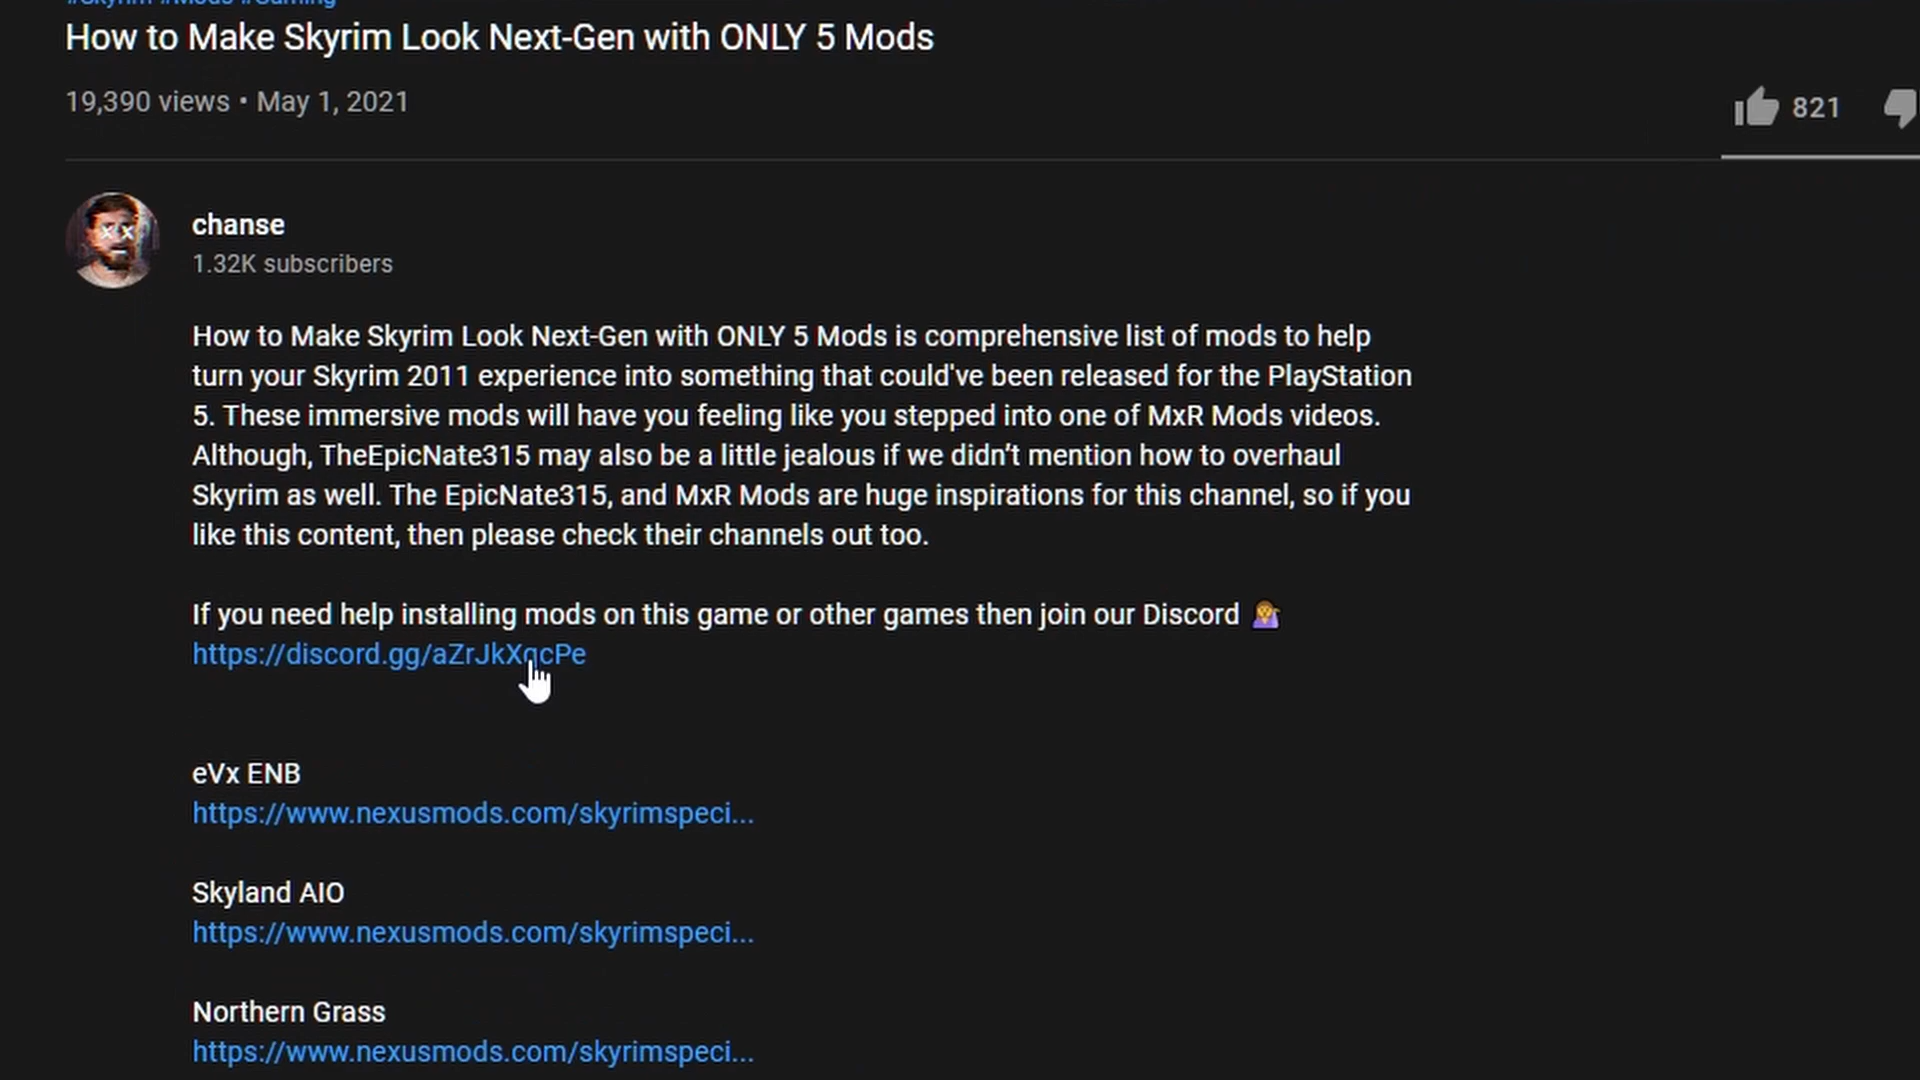 #Skyrim #Mods #Gaming
How to Make Skyrim Look Next-Gen with ONLY 5 Mods
19,390 views • May 1, 2021
821
chanse
1.32K subscribers
How to Make Skyrim Look Next-Gen with ONLY 5 Mods is comprehensive list of mods to help
turn your Skyrim 2011 experience into something that could've been released for the PlayStation
5. These immersive mods will have you feeling like you stepped into one of MxR Mods videos.
Although, TheEpicNate315 may also be a little jealous if we didn’t mention how to overhaul
Skyrim as well. The EpicNate315, and MxR Mods are huge inspirations for this channel, so if you
like this content, then please check their channels out too.
If you need help installing mods on this game or other games then join our Discord 🤷‍♀️
https://discord.gg/aZrJkXqcPe
eVx ENB
https://www.nexusmods.com/skyrimspeci...
Skyland AIO
https://www.nexusmods.com/skyrimspeci...
Northern Grass
https://www.nexusmods.com/skyrimspeci...